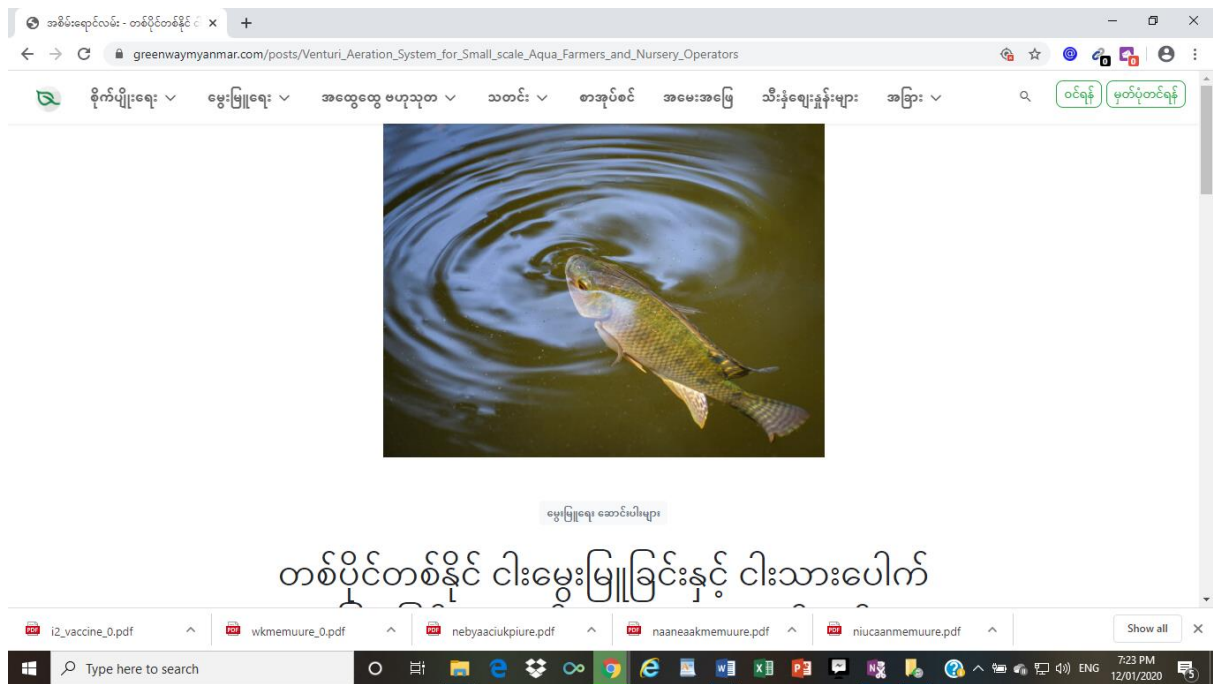 အစိမ်းရောင်လမ်း - တစ်ပိုင်တစ်နိုင်
greenwaymyanmar.com/posts/Venturi_Aeration_System_for_Small_scale_Aqua_Farmers_and_Nursery_Operators
စိုက်ပျိုးရေး မွေးမြူရေး အထွေထွေ ဗဟုသုတ သတင်း စာအုပ်စင် အမေးအဖြေ သီးနှံဈေးနှုန်းများ အခြား ဝင်ရန် မှတ်ပုံတင်ရန်
မွေးမြူရေး ဆောင်းပါးများ
တစ်ပိုင်တစ်နိုင် ငါးမွေးမြူခြင်းနှင့် ငါးသားပေါက်
i2_vaccine_0.pdf wkmemuure_0.pdf nebyaaciukpiure.pdf naaneaakmemuure.pdf niucaanmemuure.pdf Show all
Type here to search ENG 7:23 PM
12/01/2020